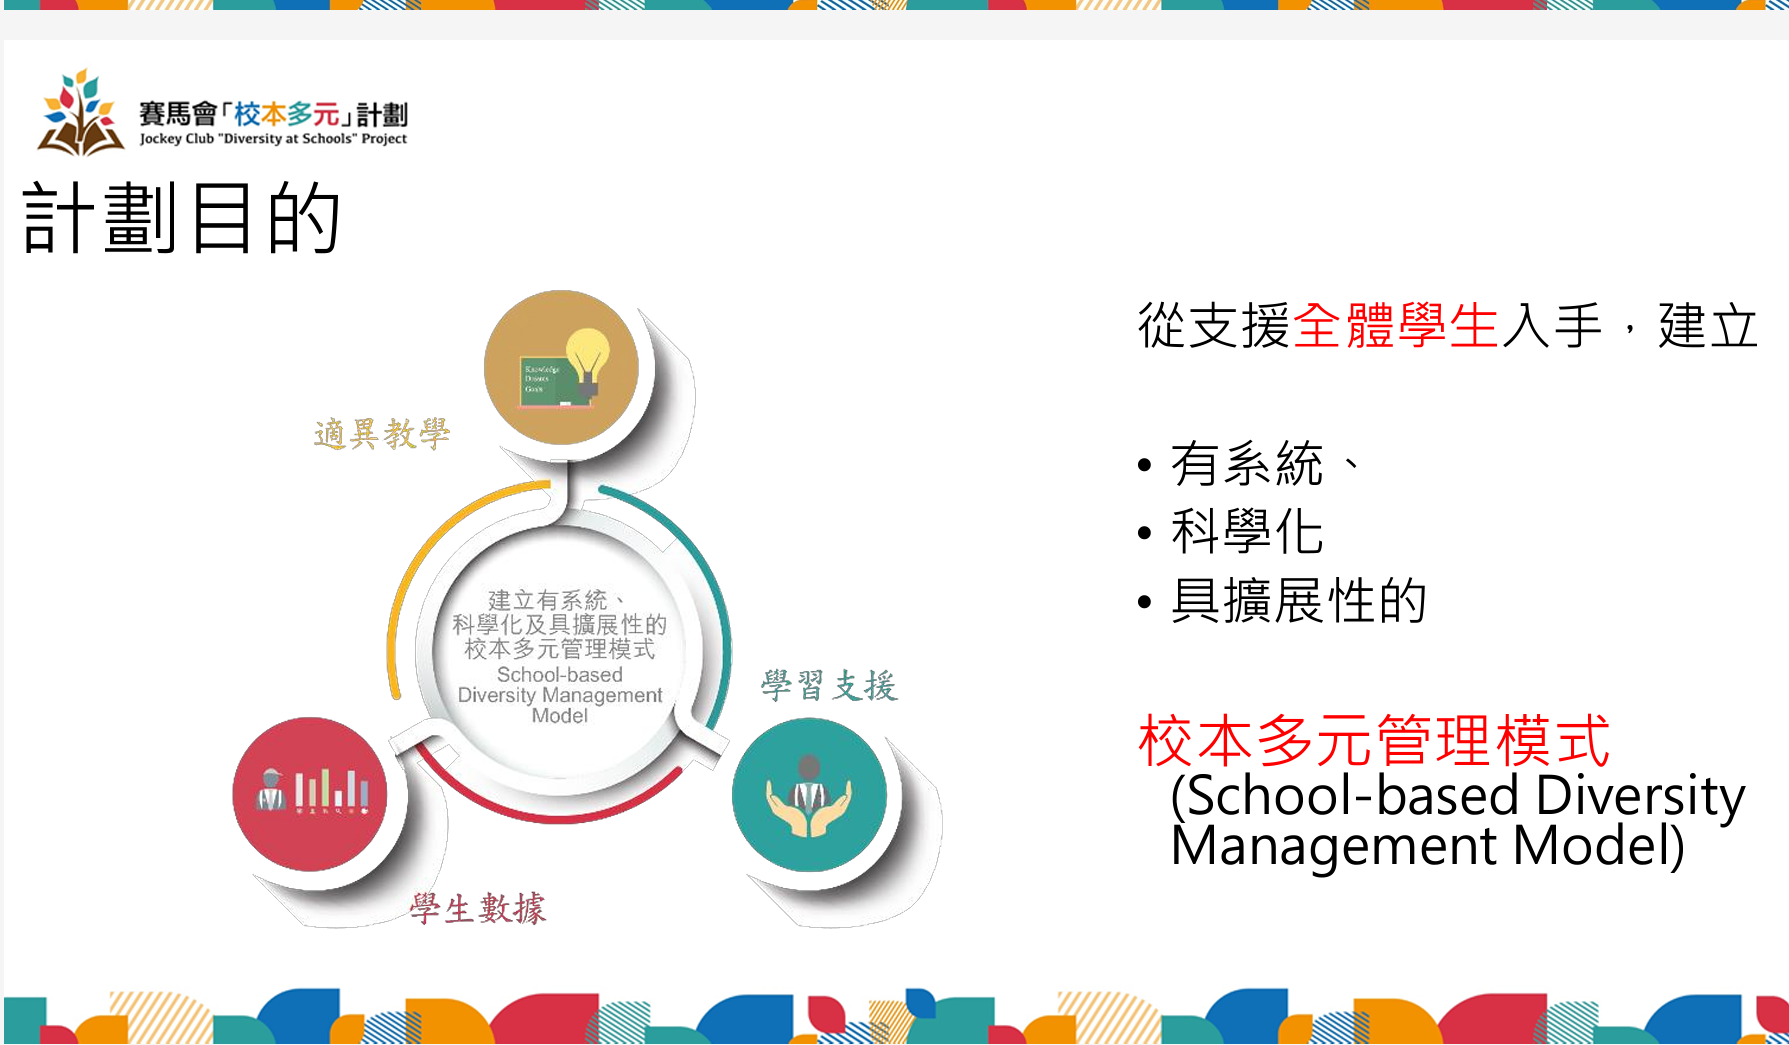 賽馬會「校本多元」計劃
Jockey Club "Diversity at Schools" Project
計劃目的
Knowledge
Dreams
Goals
適異教學
建立有系統、
科學化及具擴展性的
校本多元管理模式
School-based
Diversity Management
Model
學習支援
學生數據
從支援全體學生入手，建立
• 有系統、
• 科學化
• 具擴展性的
校本多元管理模式
(School-based Diversity
Management Model)